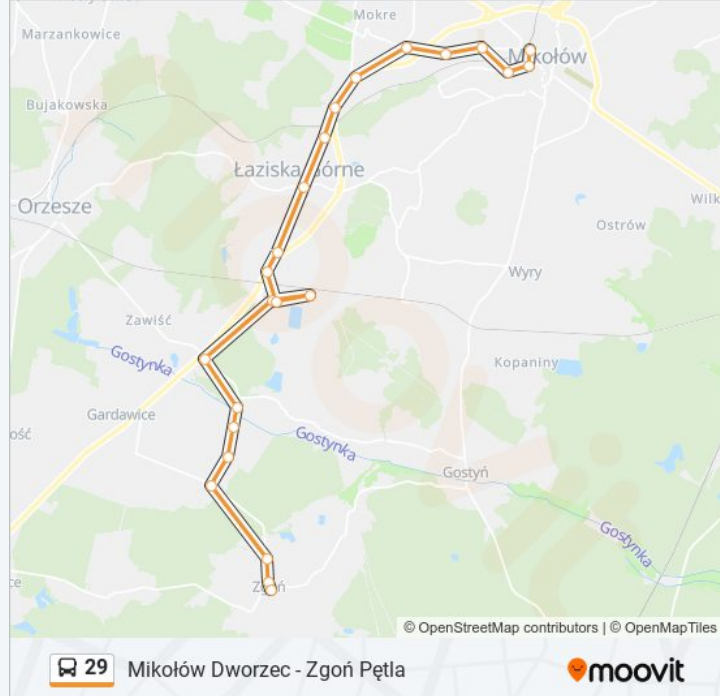 Mokre
Marzankowice
Mikołów
Bujakowska
Łaziska Górne
Orzesze
Wilk
Ostrów
Wyry
Zawiść
Gostynka
Kopaniny
Gardawice
ość
Gostynka
Gostyń
Gostynka
ce
Zgoń
© OpenStreetMap contributors | © OpenMapTiles
29 Mikołów Dworzec - Zgoń Pętla
moovit